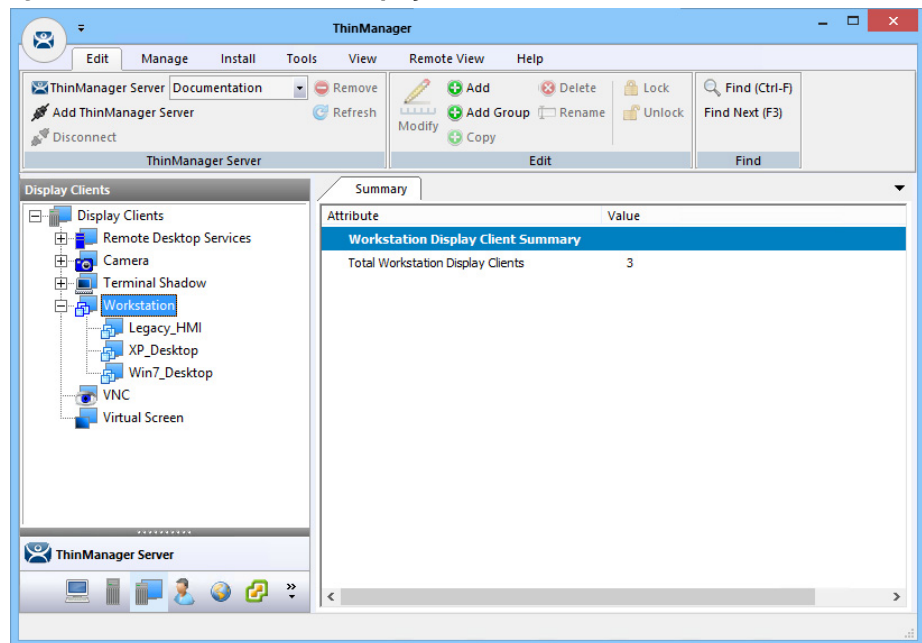 ThinManager
Edit Manage Install Tools View Remote View Help
ThinManager Server Documentation
Add ThinManager Server
Disconnect
ThinManager Server
Remove
Refresh
Modify
Add
Add Group
Copy
Delete
Rename
Lock
Unlock
Edit
Find (Ctrl-F)
Find Next (F3)
Find
Display Clients
Display Clients
Remote Desktop Services
Camera
Terminal Shadow
Workstation
Legacy_HMI
XP_Desktop
Win7_Desktop
VNC
Virtual Screen
ThinManager Server
Summary
Attribute Value
Workstation Display Client Summary
Total Workstation Display Clients 3